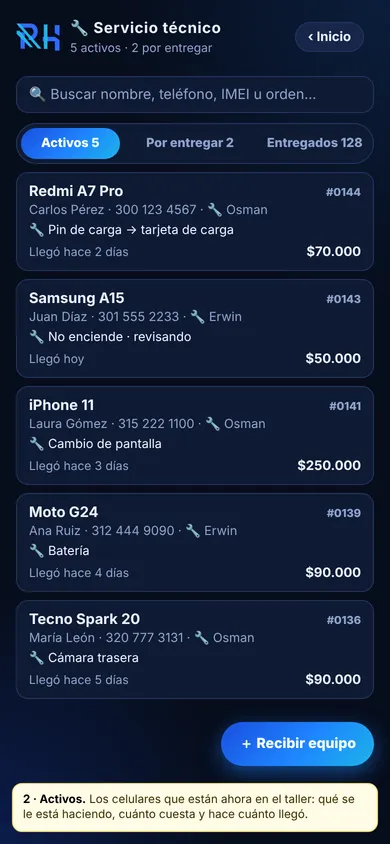 RH
🔧 Servicio técnico
5 activos · 2 por entregar
‹ Inicio
🔍 Buscar nombre, teléfono, IMEI u orden...
Activos 5
Por entregar 2
Entregados 128
Redmi A7 Pro #0144
Carlos Pérez · 300 123 4567 · 🔧 Osman
🔧 Pin de carga → tarjeta de carga
Llegó hace 2 días $70.000
Samsung A15 #0143
Juan Díaz · 301 555 2233 · 🔧 Erwin
🔧 No enciende · revisando
Llegó hoy $50.000
iPhone 11 #0141
Laura Gómez · 315 222 1100 · 🔧 Osman
🔧 Cambio de pantalla
Llegó hace 3 días $250.000
Moto G24 #0139
Ana Ruiz · 312 444 9090 · 🔧 Erwin
🔧 Batería
Llegó hace 4 días $90.000
Tecno Spark 20 #0136
María León · 320 777 3131 · 🔧 Osman
🔧 Cámara trasera
Llegó hace 5 días $90.000
+ Recibir equipo
2 · Activos. Los celulares que están ahora en el taller: qué se
le está haciendo, cuánto cuesta y hace cuánto llegó.